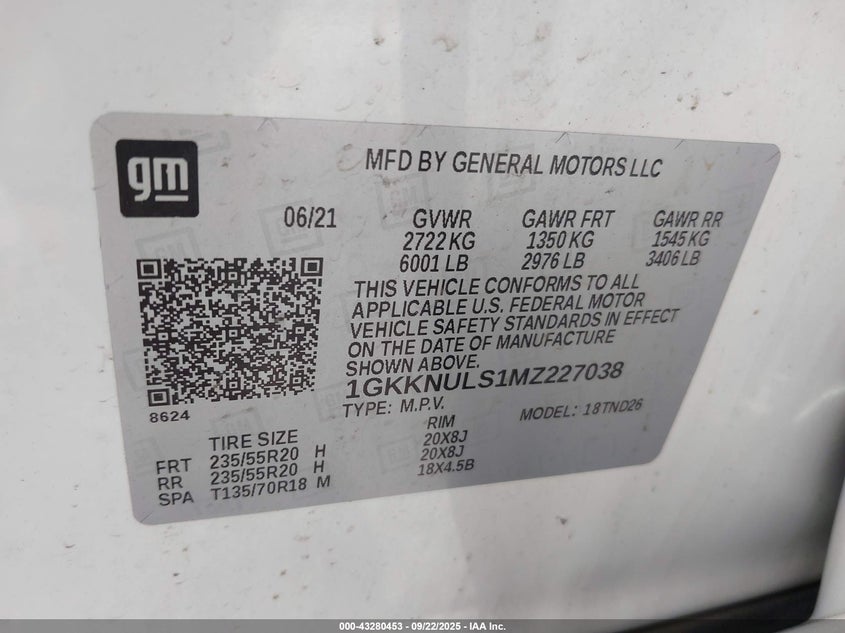 gm
MFD BY GENERAL MOTORS LLC
06/21 GVWR GAWR FRT GAWR RR
2722 KG 1350 KG 1545 KG
6001 LB 2976 LB 3406 LB
THIS VEHICLE CONFORMS TO ALL
APPLICABLE U.S. FEDERAL MOTOR
VEHICLE SAFETY STANDARDS IN EFFECT
ON THE DATE OF MANUFACTURE
SHOWN ABOVE.
1GKKNULS1MZ227038
8624
TYPE: M.P.V. MODEL: 18TND26
TIRE SIZE RIM
FRT 235/55R20 H 20X8J
RR 235/55R20 H 20X8J
SPA T135/70R18 M 18X4.5B
000-43280453 - 09/22/2025 - IAA Inc.